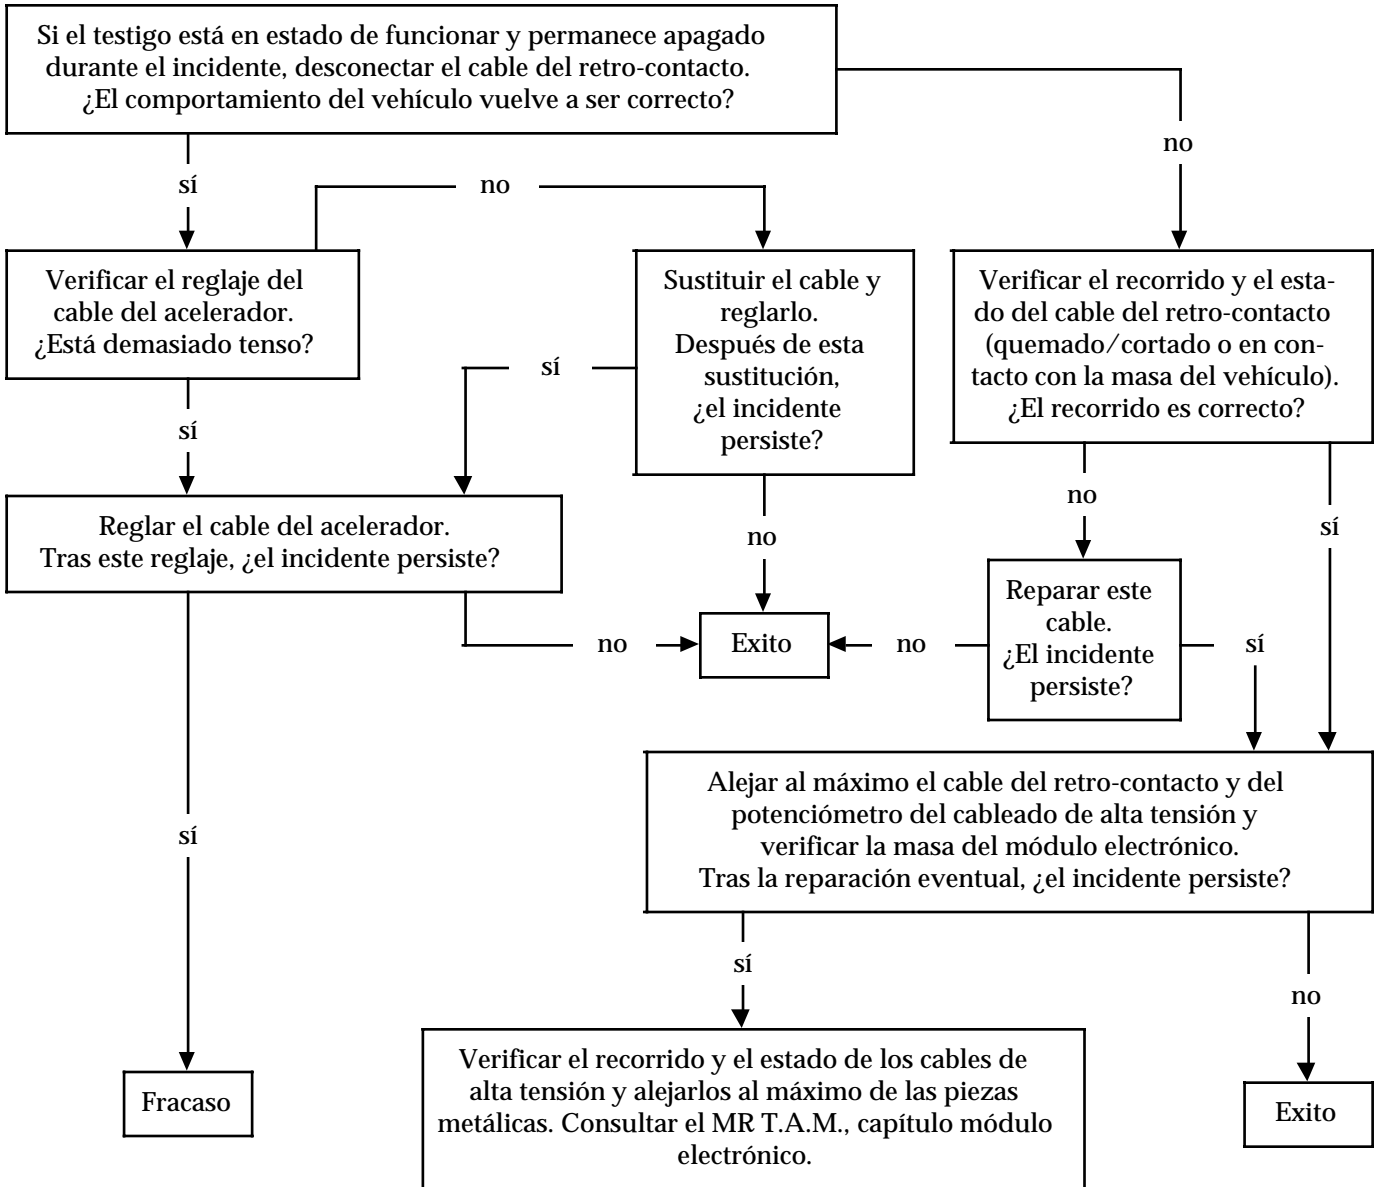 Si el testigo está en estado de funcionar y permanece apagado
durante el incidente, desconectar el cable del retro-contacto.
¿El comportamiento del vehículo vuelve a ser correcto?
no
sí
no
Verificar el reglaje del
cable del acelerador.
¿Está demasiado tenso?
Sustituir el cable y
reglarlo.
Después de esta
sustitución,
¿el incidente
persiste?
Verificar el recorrido y el esta-
do del cable del retro-contacto
(quemado/cortado o en con-
tacto con la masa del vehículo).
¿El recorrido es correcto?
sí
sí
no
sí
no
Reglar el cable del acelerador.
Tras este reglaje, ¿el incidente persiste?
Reparar este
cable.
¿El incidente
persiste?
no
Exito
no
sí
Alejar al máximo el cable del retro-contacto y del
potenciómetro del cableado de alta tensión y
verificar la masa del módulo electrónico.
Tras la reparación eventual, ¿el incidente persiste?
sí
sí
no
Verificar el recorrido y el estado de los cables de
alta tensión y alejarlos al máximo de las piezas
metálicas. Consultar el MR T.A.M., capítulo módulo
electrónico.
Fracaso
Exito